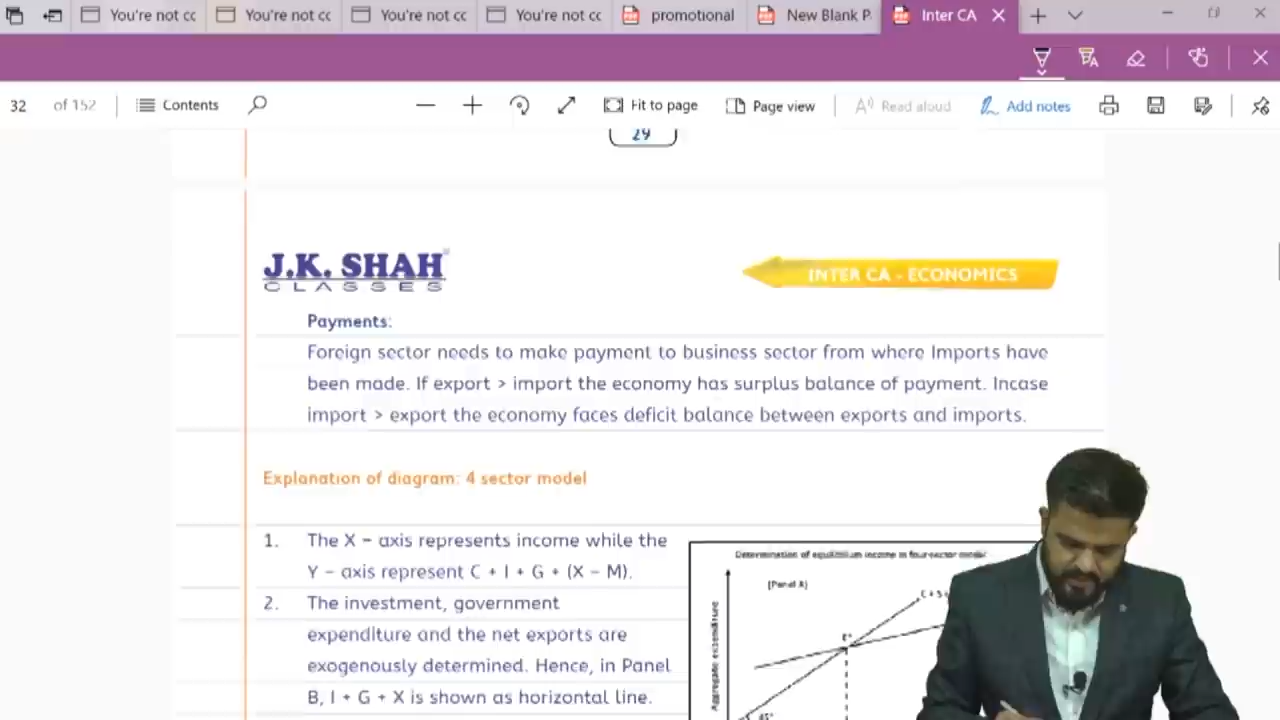 You're not cc
You're not cc
You're not cc
You're not cc
promotional
New Blank P
Inter CA
32 of 152
Contents
Fit to page
Page view
Read aloud
Add notes
29
J.K. SHAH
CLASSES
INTER CA - ECONOMICS
Payments:
Foreign sector needs to make payment to business sector from where Imports have
been made. If export > import the economy has surplus balance of payment. Incase
import > export the economy faces deficit balance between exports and imports.
Explanation of diagram: 4 sector model
1. The X – axis represents income while the
Y – axis represent C + I + G + (X – M).
2. The investment, government
expenditure and the net exports are
exogenously determined. Hence, in Panel
B, I + G + X is shown as horizontal line.
Determination of equilibrium income in four sector model
(Panel A)
C + S
E'
Aggregate expenditure
45°